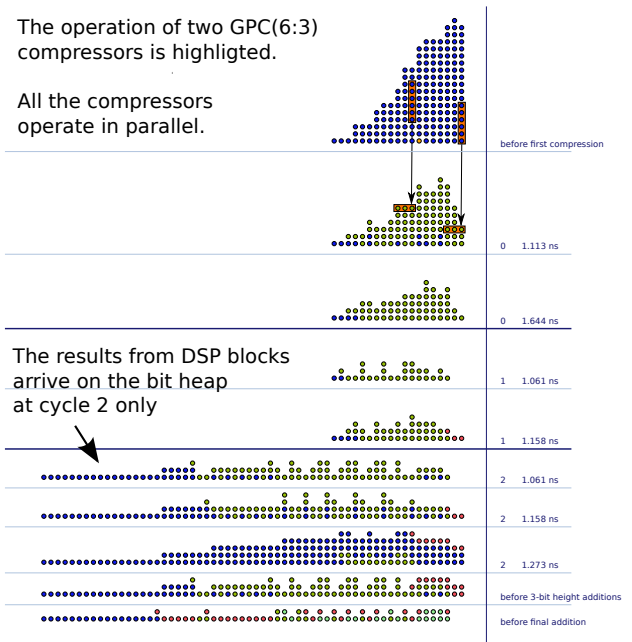 The operation of two GPC(6:3)
compressors is highligted.
All the compressors
operate in parallel.
before first compression
0 1.113 ns
0 1.644 ns
The results from DSP blocks
arrive on the bit heap
at cycle 2 only
1 1.061 ns
1 1.158 ns
2 1.061 ns
2 1.158 ns
2 1.273 ns
before 3-bit height additions
before final addition